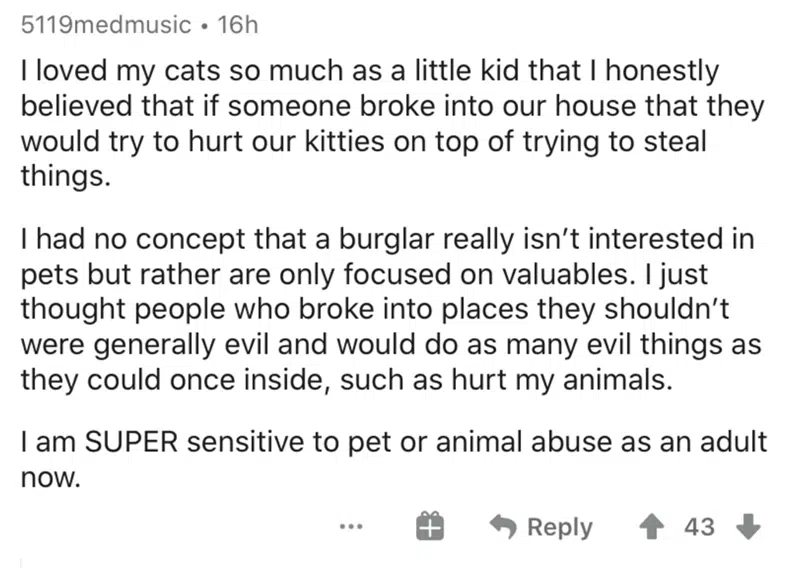 5119medmusic • 16h
I loved my cats so much as a little kid that I honestly
believed that if someone broke into our house that they
would try to hurt our kitties on top of trying to steal
things.
I had no concept that a burglar really isn’t interested in
pets but rather are only focused on valuables. I just
thought people who broke into places they shouldn’t
were generally evil and would do as many evil things as
they could once inside, such as hurt my animals.
I am SUPER sensitive to pet or animal abuse as an adult
now.
... Reply 43